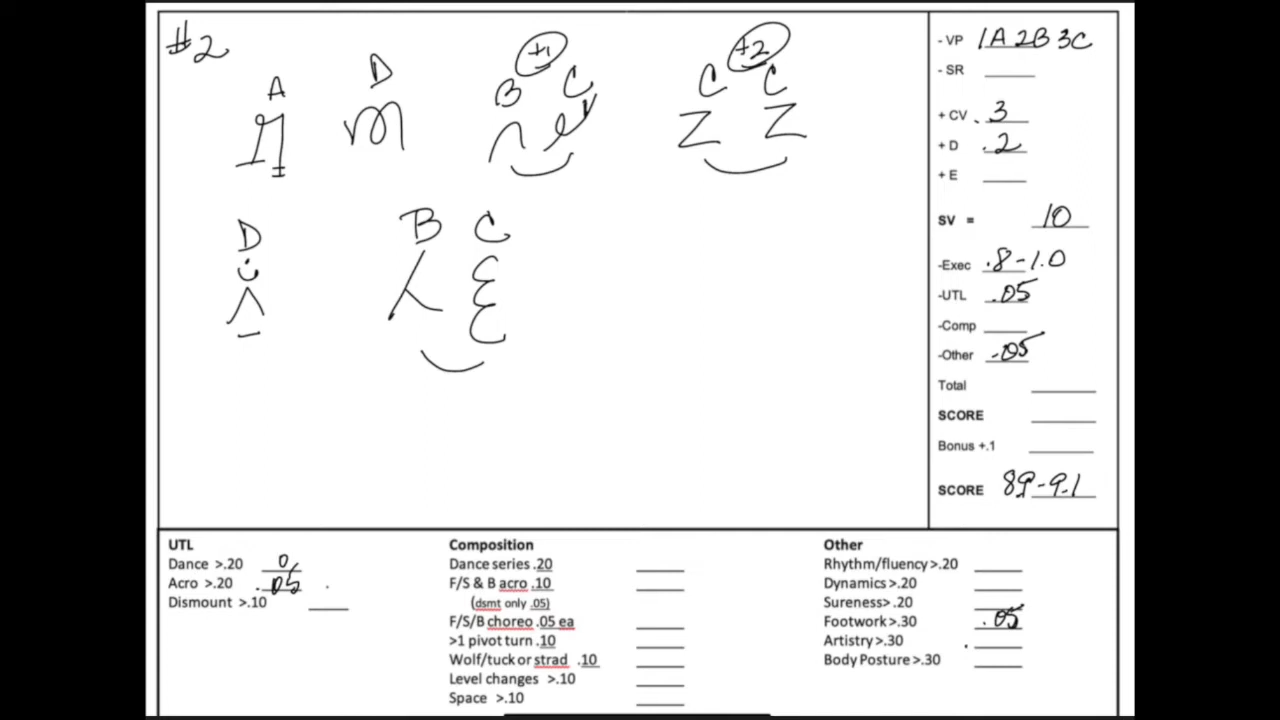 #2
+1 +2
A D B C C C
D B C
- VP 1A 2B 3C
- SR
+ CV .3
+ D .2
+ E
SV = 10
-Exec .8-1.0
-UTL .05
-Comp
-Other .05
Total
SCORE
Bonus +.1
SCORE 89-9.1
UTL
Dance >.20 0
Acro >.20 .05
Dismount >.10
Composition
Dance series .20
F/S & B acro .10
(dsmt only .05)
F/S/B choreo .05 ea
>1 pivot turn .10
Wolf/tuck or strad .10
Level changes >.10
Space >.10
Other
Rhythm/fluency >.20
Dynamics >.20
Sureness> .20
Footwork >.30 .05
Artistry >.30
Body Posture >.30